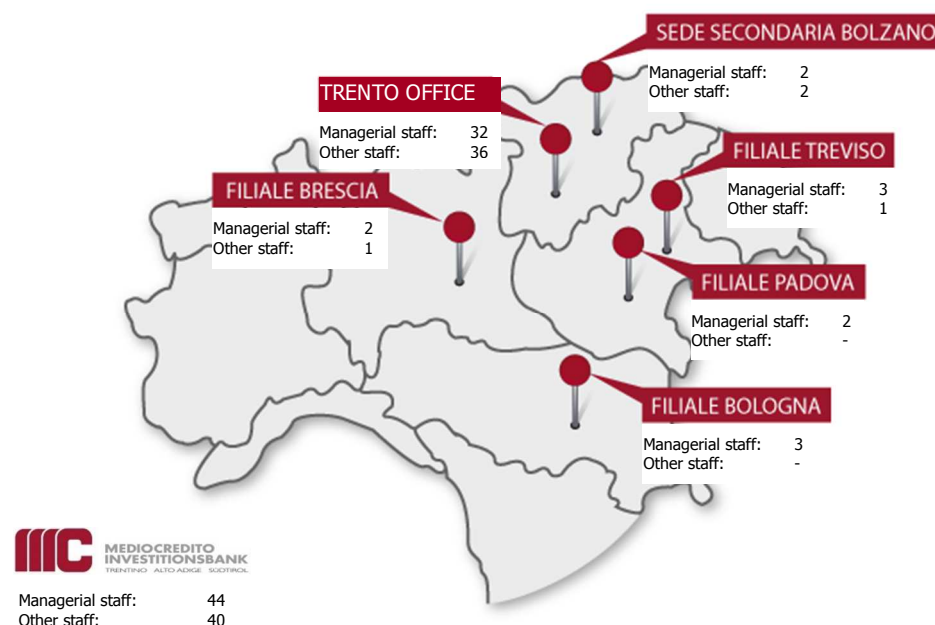 SEDE SECONDARIA BOLZANO
Managerial staff: 2
Other staff: 2
TRENTO OFFICE
Managerial staff: 32
Other staff: 36
FILIALE TREVISO
Managerial staff: 3
Other staff: 1
FILIALE BRESCIA
Managerial staff: 2
Other staff: 1
FILIALE PADOVA
Managerial staff: 2
Other staff: -
FILIALE BOLOGNA
Managerial staff: 3
Other staff: -
MC
MEDIOCREDITO
INVESTITIONSBANK
TRENTINO ALTO ADIGE SÜDTIROL
Managerial staff: 44
Other staff: 40